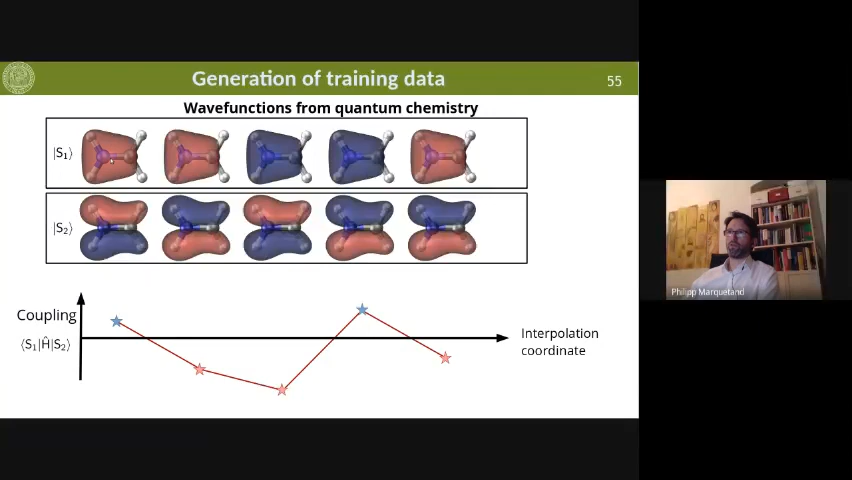 Generation of training data
55
Wavefunctions from quantum chemistry
|S₁⟩
|S₂⟩
Coupling
⟨S₁|Ĥ|S₂⟩
Interpolation
coordinate
Philipp Marquetand